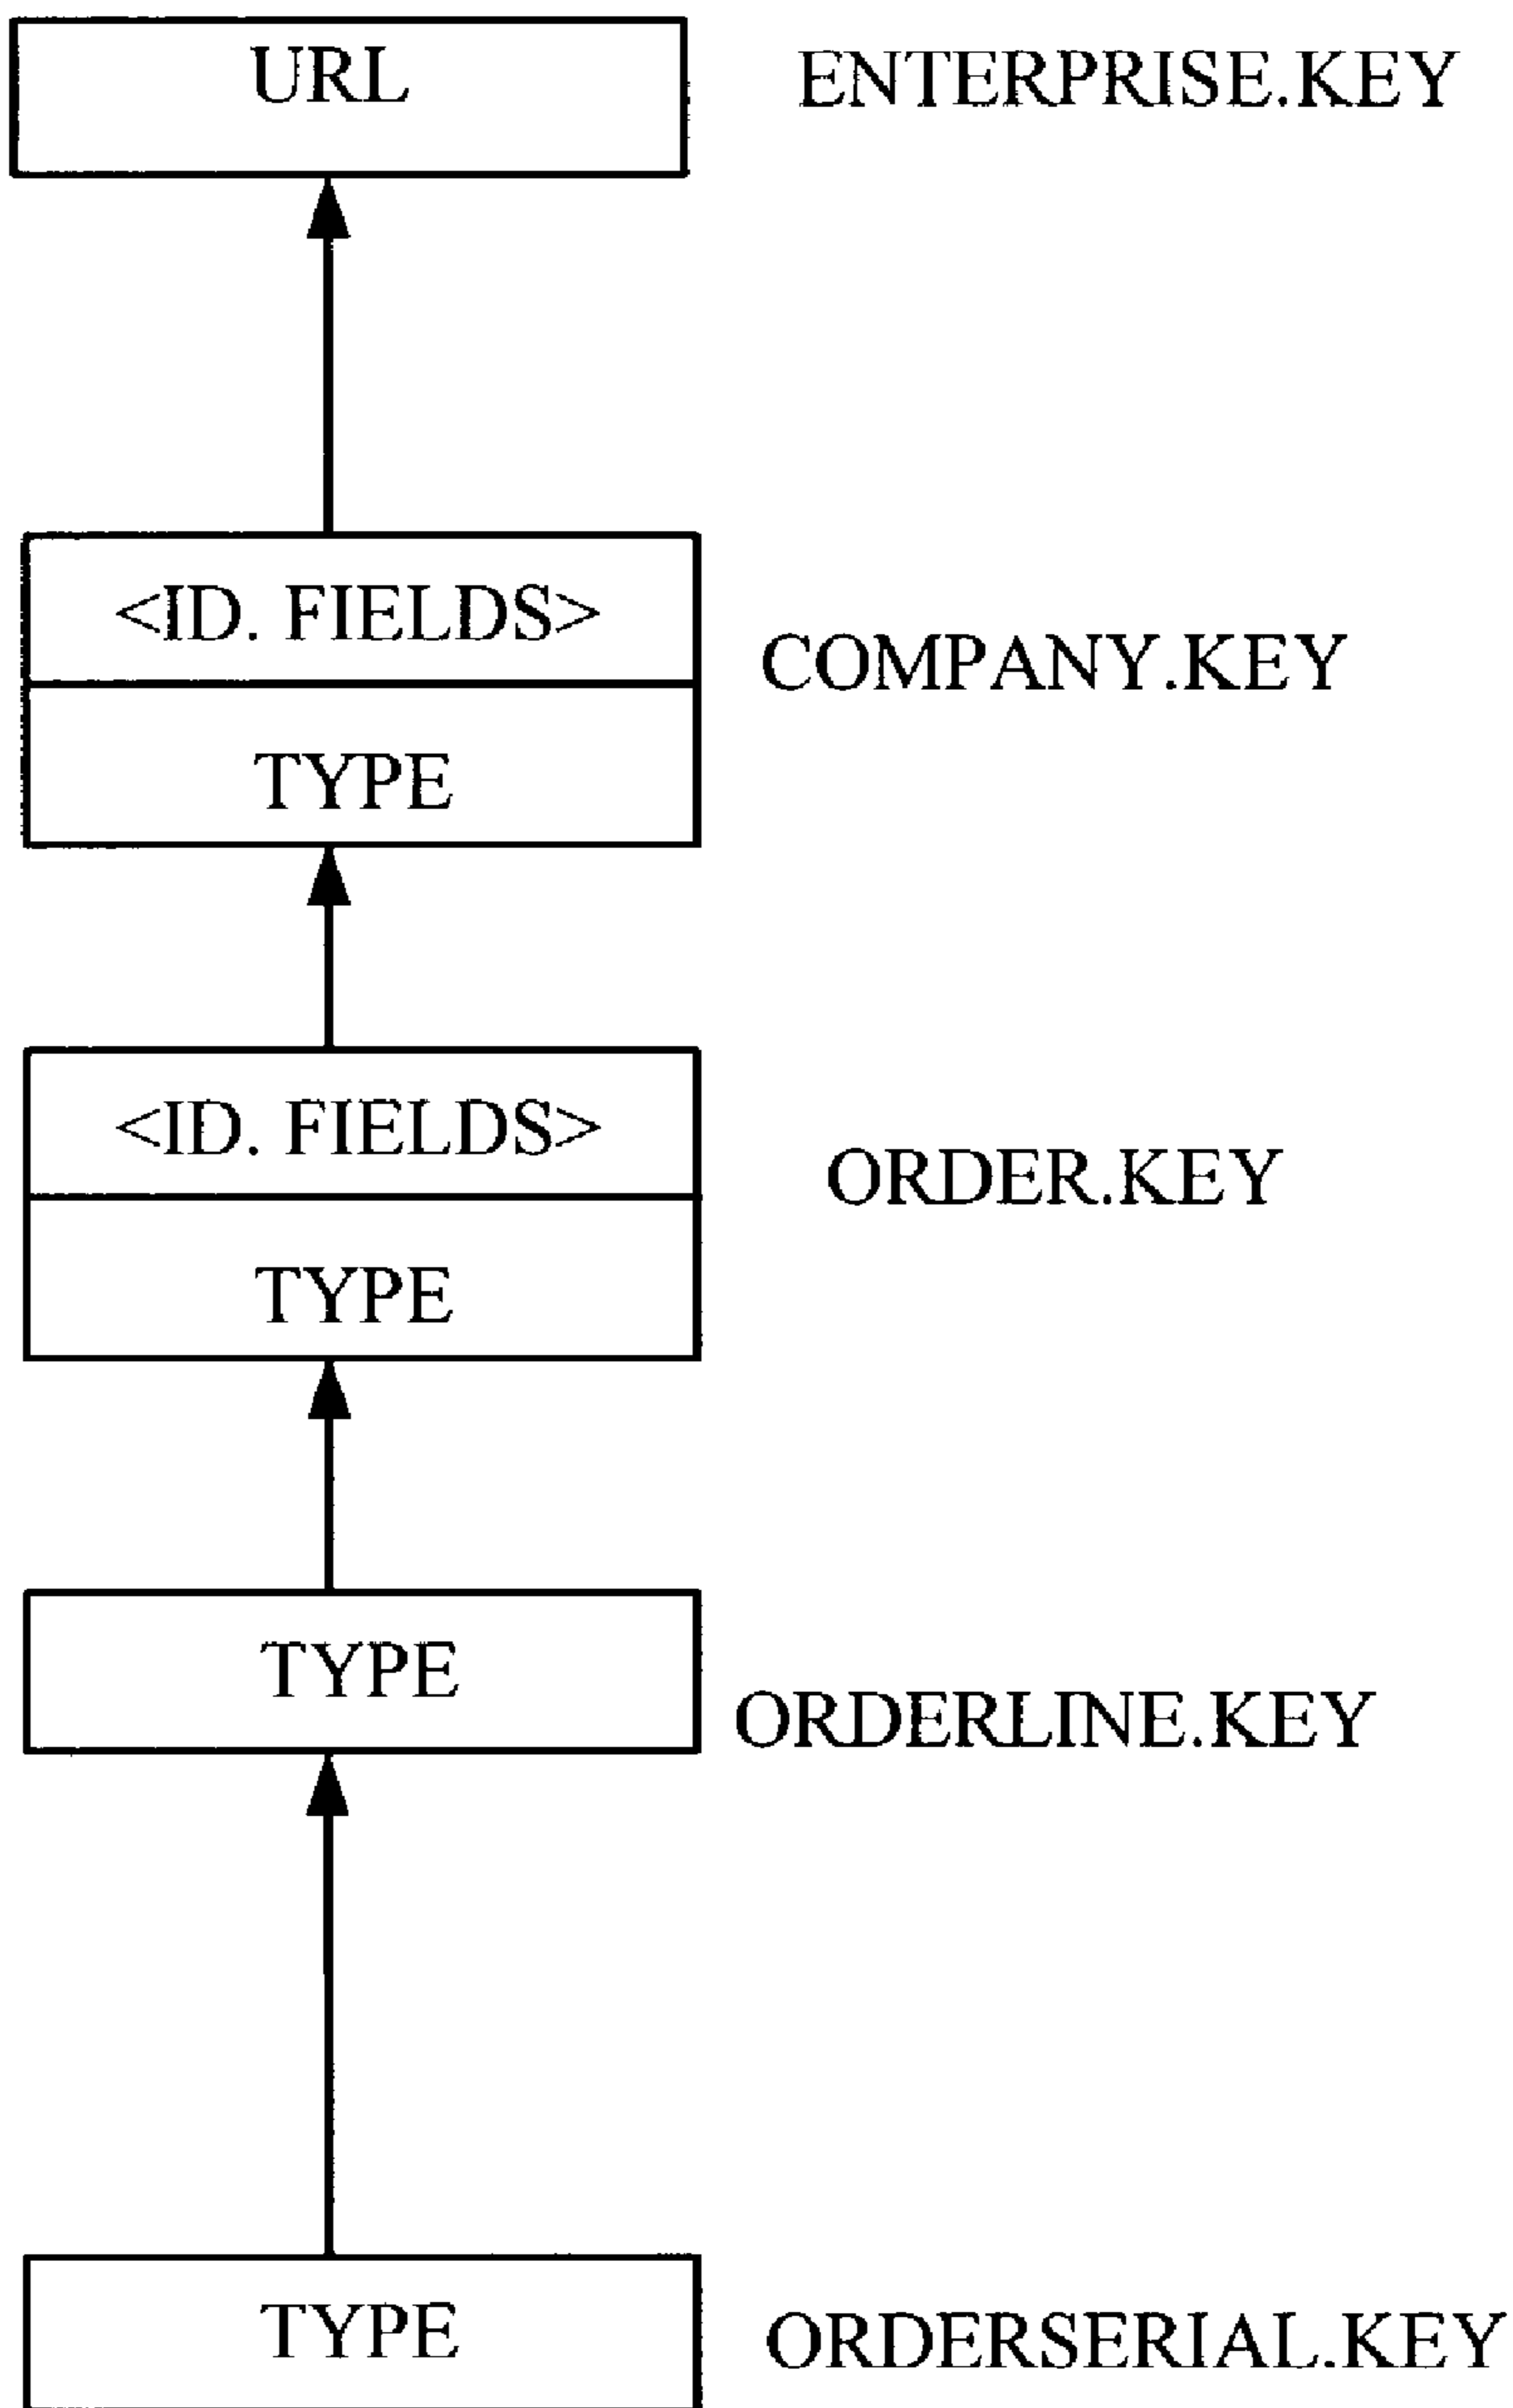 URL
ENTERPRISE.KEY
<ID. FIELDS>
COMPANY.KEY
TYPE
<ID. FIELDS>
ORDER.KEY
TYPE
TYPE
ORDERLINE.KEY
TYPE
ORDERSERIAL.KEY